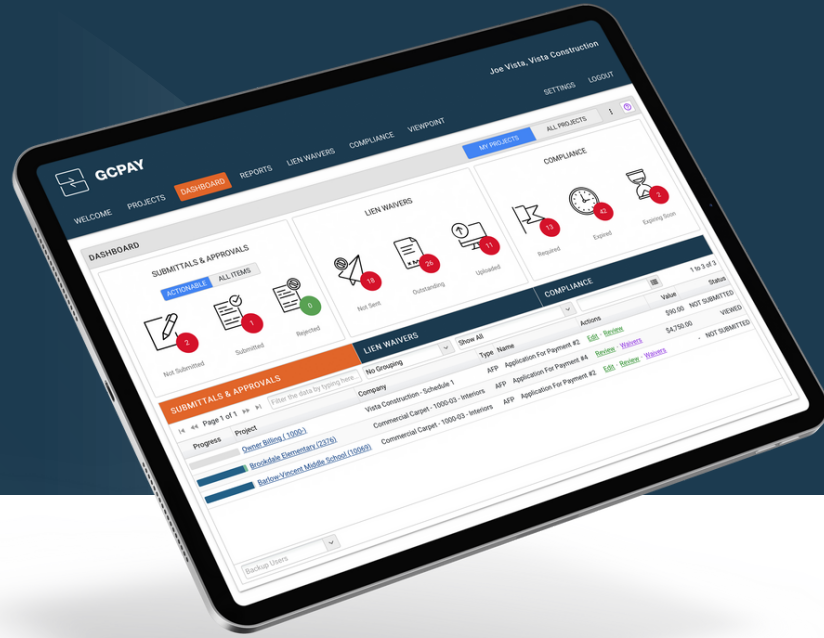 Joe Vista, Vista Construction
GCPAY
SETTINGS LOGOUT
WELCOME PROJECTS DASHBOARD REPORTS LIEN WAIVERS COMPLIANCE VIEWPOINT
MY PROJECTS ALL PROJECTS
DASHBOARD
SUBMITTALS & APPROVALS
ACTIONABLE ALL ITEMS
2 Not Submitted
1 Submitted
0 Rejected
LIEN WAIVERS
18 Not Sent
26 Outstanding
11 Uploaded
COMPLIANCE
13 Required
42 Expired
2 Expiring Soon
SUBMITTALS & APPROVALS LIEN WAIVERS COMPLIANCE
Page 1 of 1 Filter the data by typing here... No Grouping Show All 1 to 3 of 3
Progress Project Company Type Name Actions Value Status
Owner Billing ( 1000-) Vista Construction - Schedule 1 AFP Application For Payment #2 Edit - Review $90.00 NOT SUBMITTED
Brookdale Elementary (2376) Commercial Carpet - 1000-03 - Interiors AFP Application For Payment #4 Review - Waivers $4,750.00 VIEWED
Barlow-Vincent Middle School (10069) Commercial Carpet - 1000-03 - Interiors AFP Application For Payment #2 Edit - Review - Waivers - NOT SUBMITTED
Backup Users